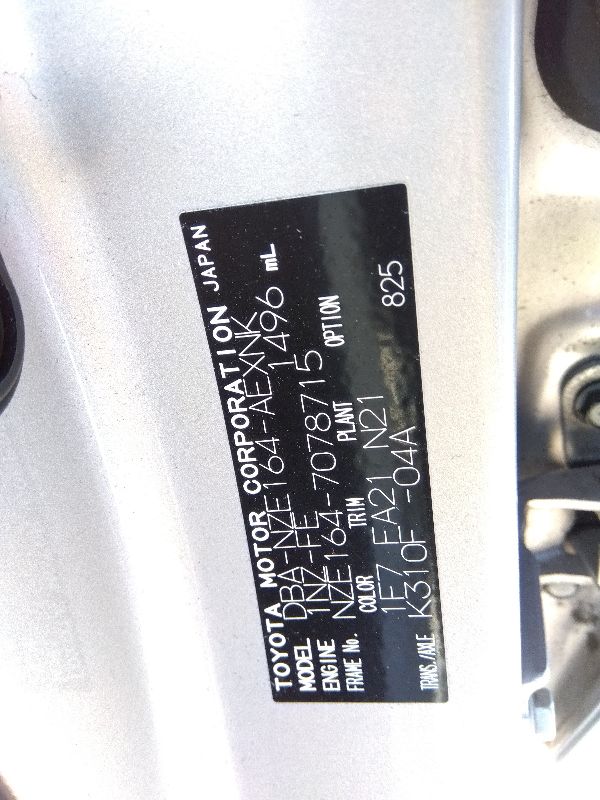 TOYOTA MOTOR CORPORATION JAPAN
MODEL DBA-NZE164-AEXNK
ENGINE 1NZ-FE 1496 mL
FRAME No. NZE164-7078715
COLOR TRIM PLANT OPTION
1F7 FA21 N21 825
TRANS./AXLE K310F -04A